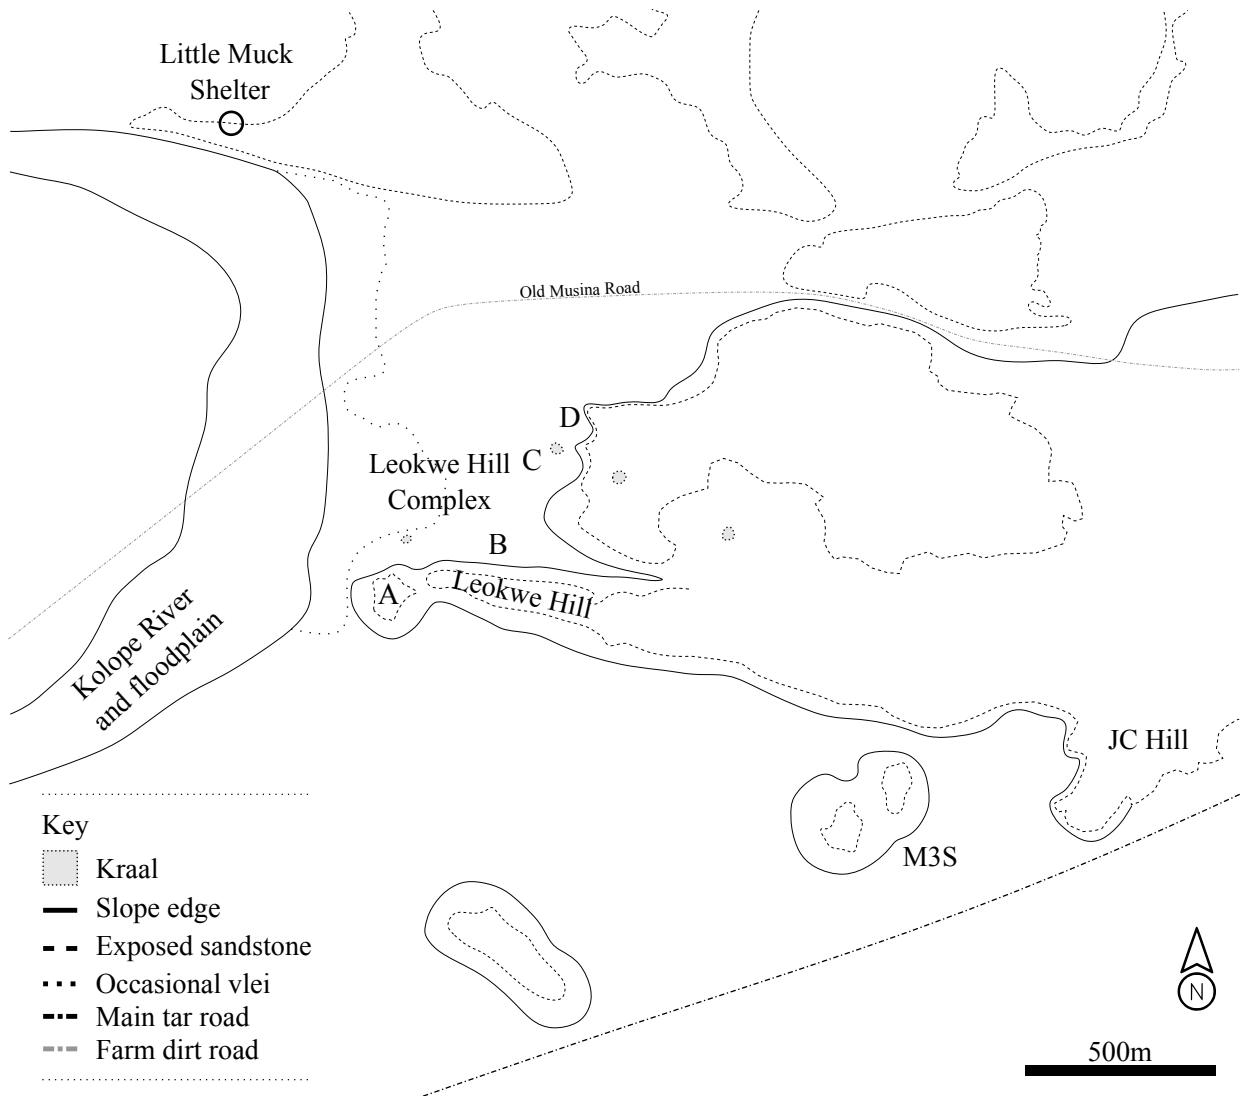 Little Muck
Shelter
Old Musina Road
D
C
Leokwe Hill
Complex
B
A
Leokwe Hill
Kolope River
and floodplain
JC Hill
M3S
Key
Kraal
Slope edge
Exposed sandstone
Occasional vlei
Main tar road
Farm dirt road
N
500m